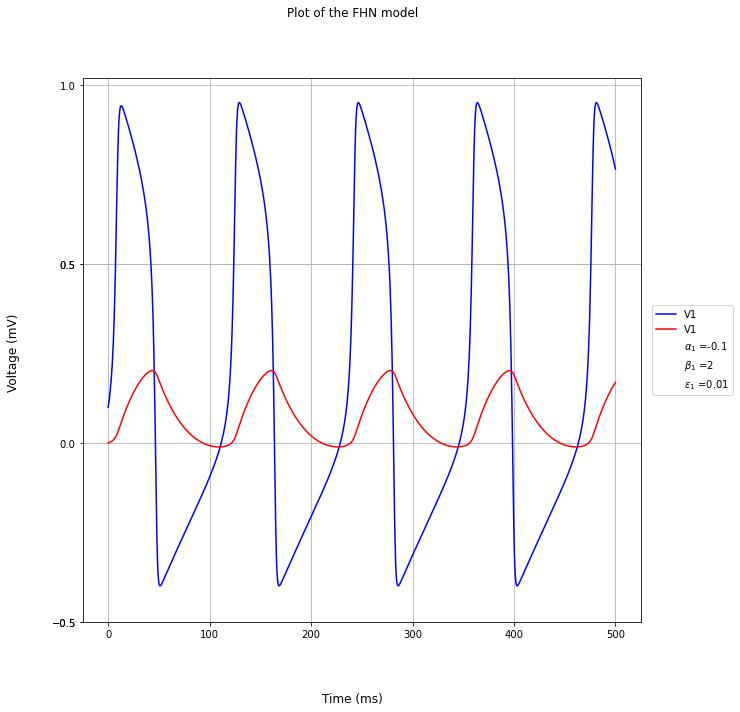 Plot of the FHN model
1.0
0.5
0.0
−0.5
0
100
200
300
400
500
Voltage (mV)
Time (ms)
V1
V1
α₁ =-0.1
β₁ =2
ε₁ =0.01